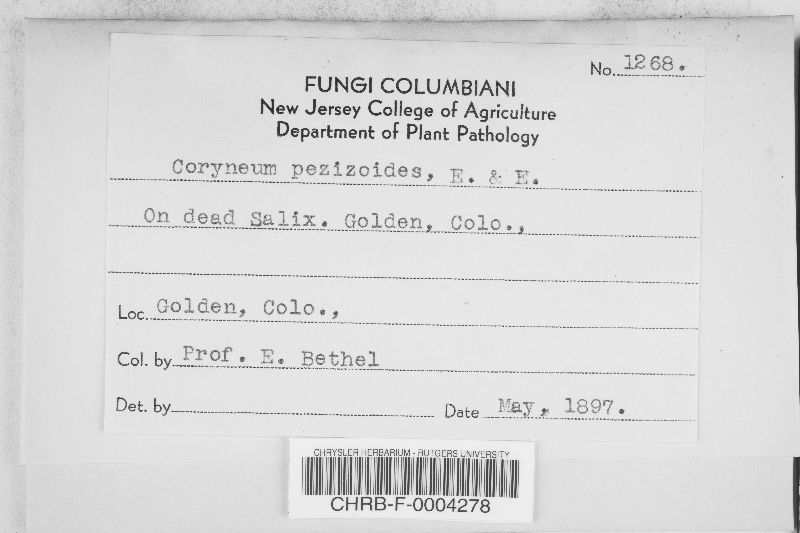 No. 1268.
FUNGI COLUMBIANI
New Jersey College of Agriculture
Department of Plant Pathology
Coryneum pezizoides, E. & E.
On dead Salix. Golden, Colo.,
Loc. Golden, Colo.,
Col. by Prof. E. Bethel
Det. by
Date May, 1897.
CHRYSLER HERBARIUM - RUTGERS UNIVERSITY
CHRB-F-0004278